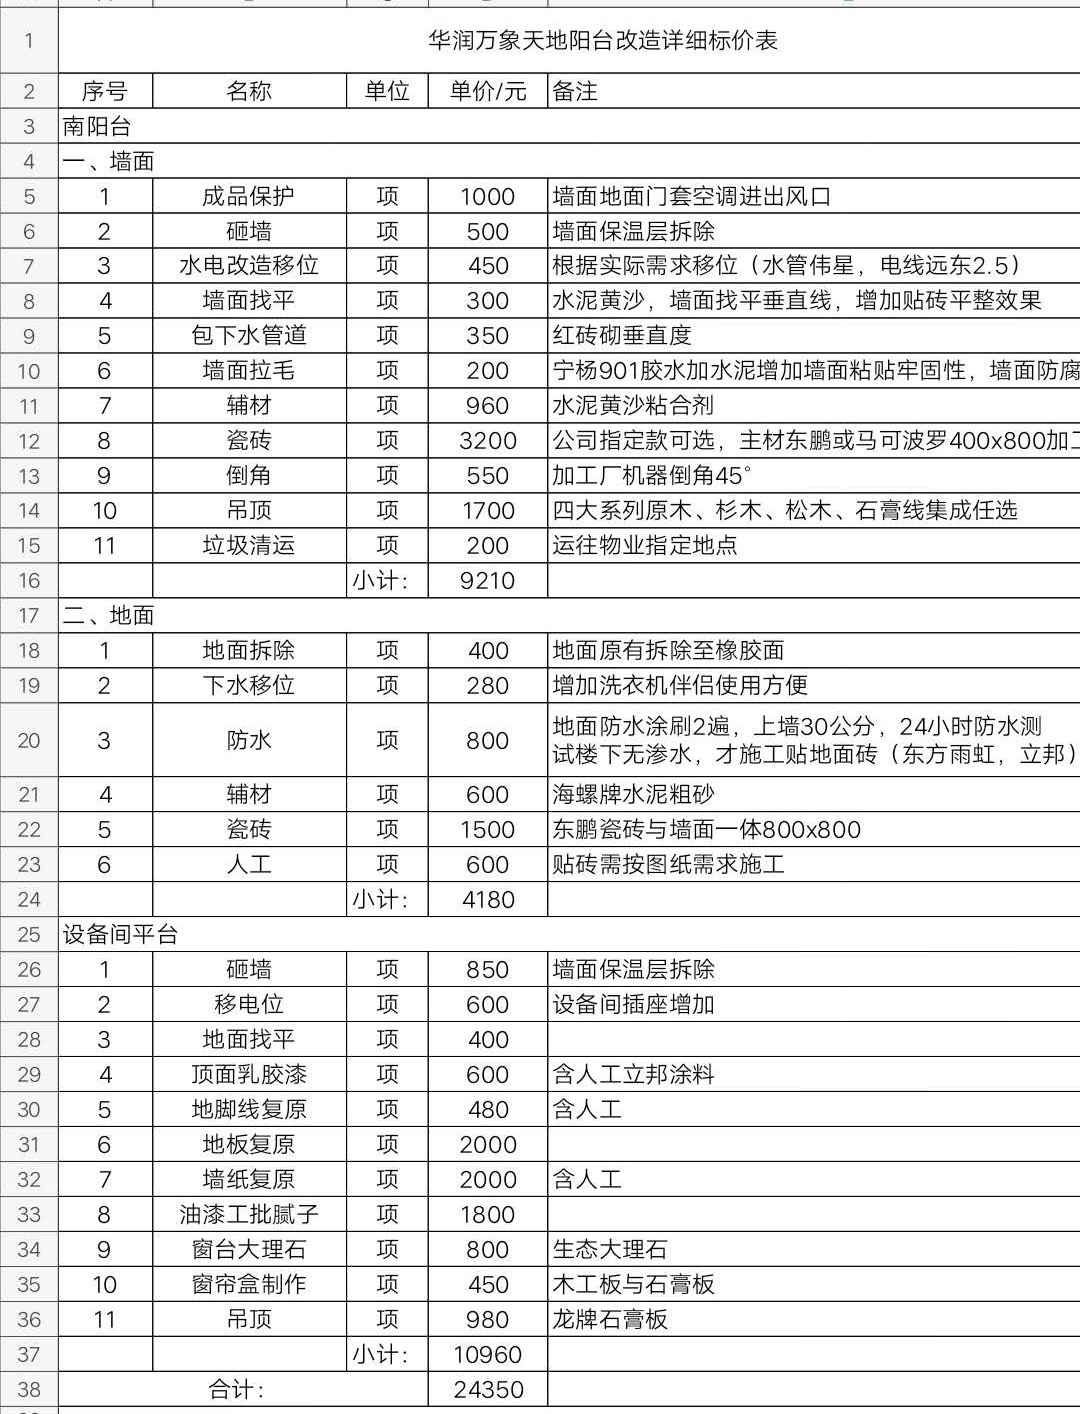 1 华润万象天地阳台改造详细标价表
2 序号 名称 单位 单价/元 备注
3 南阳台
4 一、墙面
5 1 成品保护 项 1000 墙面地面门套空调进出风口
6 2 砸墙 项 500 墙面保温层拆除
7 3 水电改造移位 项 450 根据实际需求移位（水管伟星，电线远东2.5）
8 4 墙面找平 项 300 水泥黄沙，墙面找平垂直线，增加贴砖平整效果
9 5 包下水管道 项 350 红砖砌垂直度
10 6 墙面拉毛 项 200 宁杨901胶水加水泥增加墙面粘贴牢固性，墙面防腐
11 7 辅材 项 960 水泥黄沙粘合剂
12 8 瓷砖 项 3200 公司指定款可选，主材东鹏或马可波罗400x800加工
13 9 倒角 项 550 加工厂机器倒角45°
14 10 吊顶 项 1700 四大系列原木、杉木、松木、石膏线集成任选
15 11 垃圾清运 项 200 运往物业指定地点
16 小计： 9210
17 二、地面
18 1 地面拆除 项 400 地面原有拆除至橡胶面
19 2 下水移位 项 280 增加洗衣机伴侣使用方便
20 3 防水 项 800 地面防水涂刷2遍，上墙30公分，24小时防水测
试楼下无渗水，才施工贴地面砖（东方雨虹，立邦）
21 4 辅材 项 600 海螺牌水泥粗砂
22 5 瓷砖 项 1500 东鹏瓷砖与墙面一体800x800
23 6 人工 项 600 贴砖需按图纸需求施工
24 小计： 4180
25 设备间平台
26 1 砸墙 项 850 墙面保温层拆除
27 2 移电位 项 600 设备间插座增加
28 3 地面找平 项 400
29 4 顶面乳胶漆 项 600 含人工立邦涂料
30 5 地脚线复原 项 480 含人工
31 6 地板复原 项 2000
32 7 墙纸复原 项 2000 含人工
33 8 油漆工批腻子 项 1800
34 9 窗台大理石 项 800 生态大理石
35 10 窗帘盒制作 项 450 木工板与石膏板
36 11 吊顶 项 980 龙牌石膏板
37 小计： 10960
38 合计： 24350